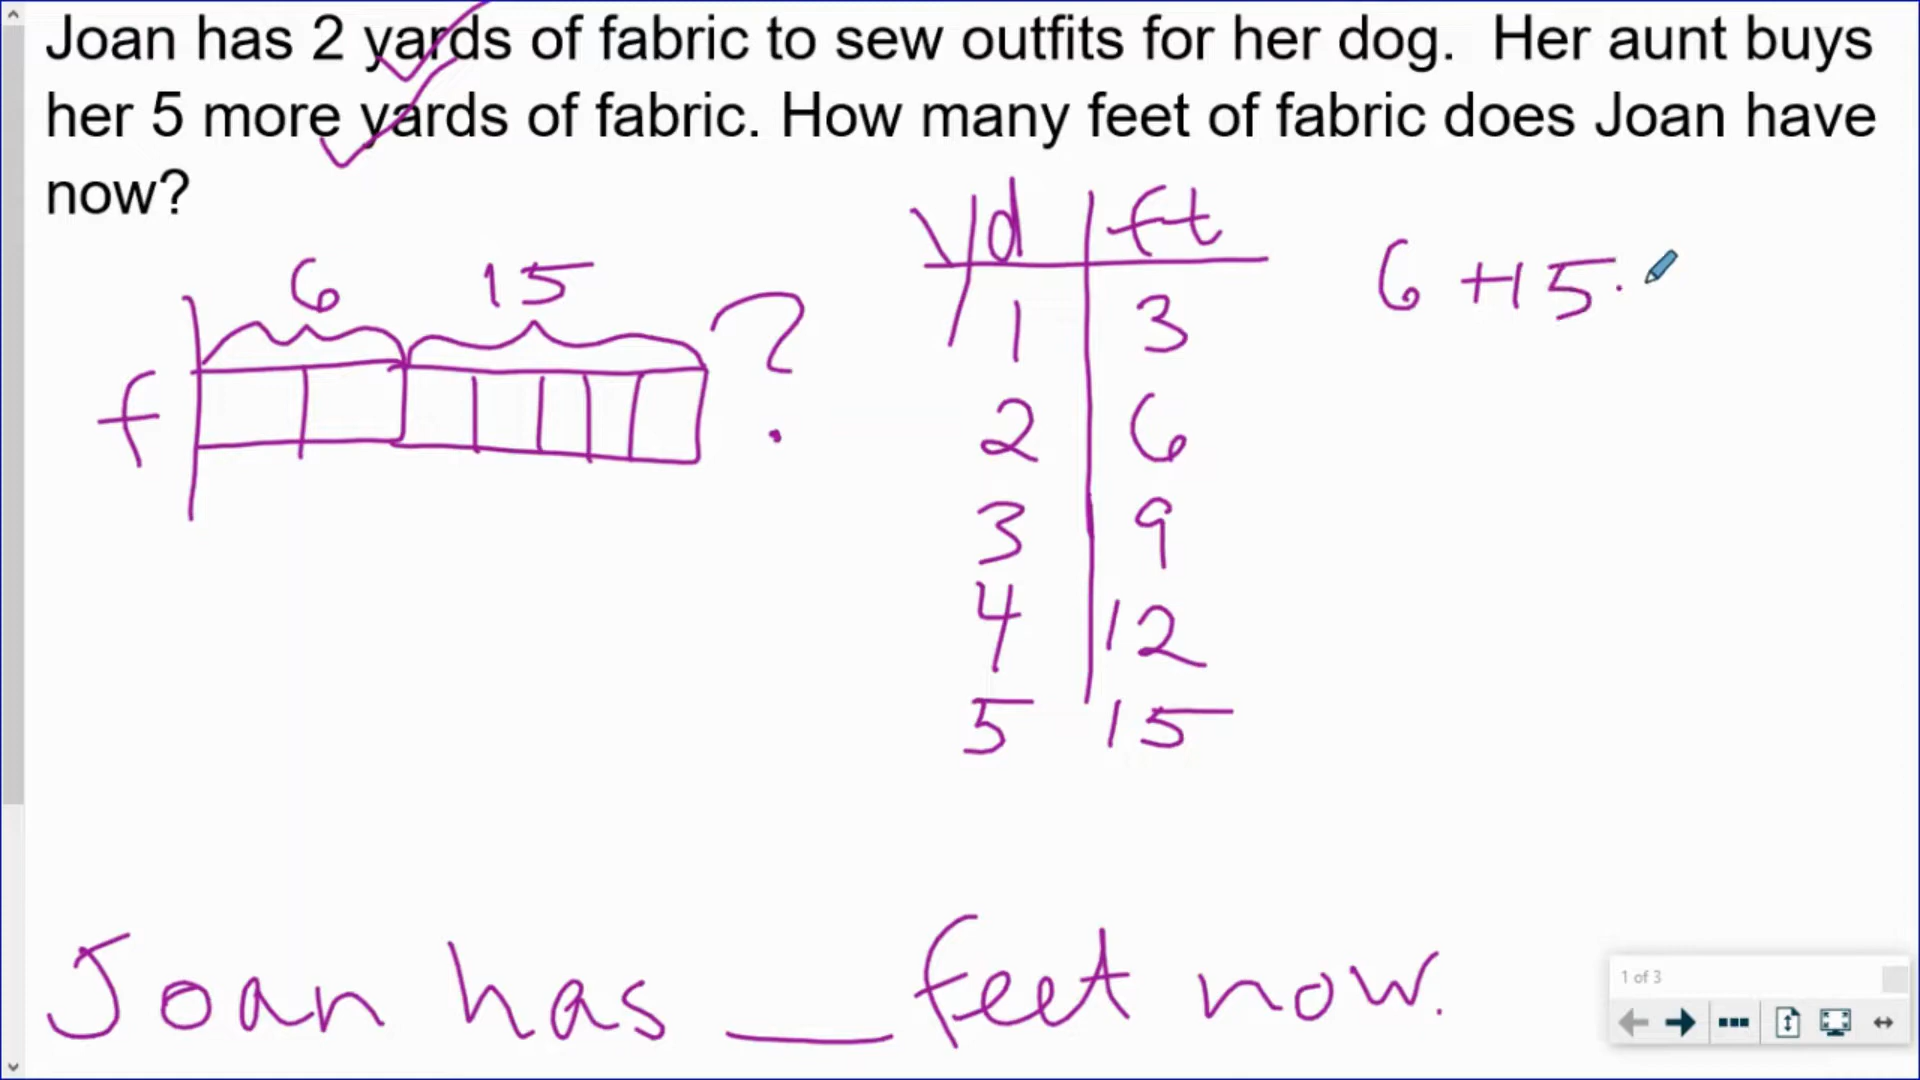 Joan has 2 yards of fabric to sew outfits for her dog. Her aunt buys
her 5 more yards of fabric. How many feet of fabric does Joan have
now?
6 15
f ?
yd ft
1 3
2 6
3 9
4 12
5 15
6 + 15
Joan has ___ feet now.
1 of 3